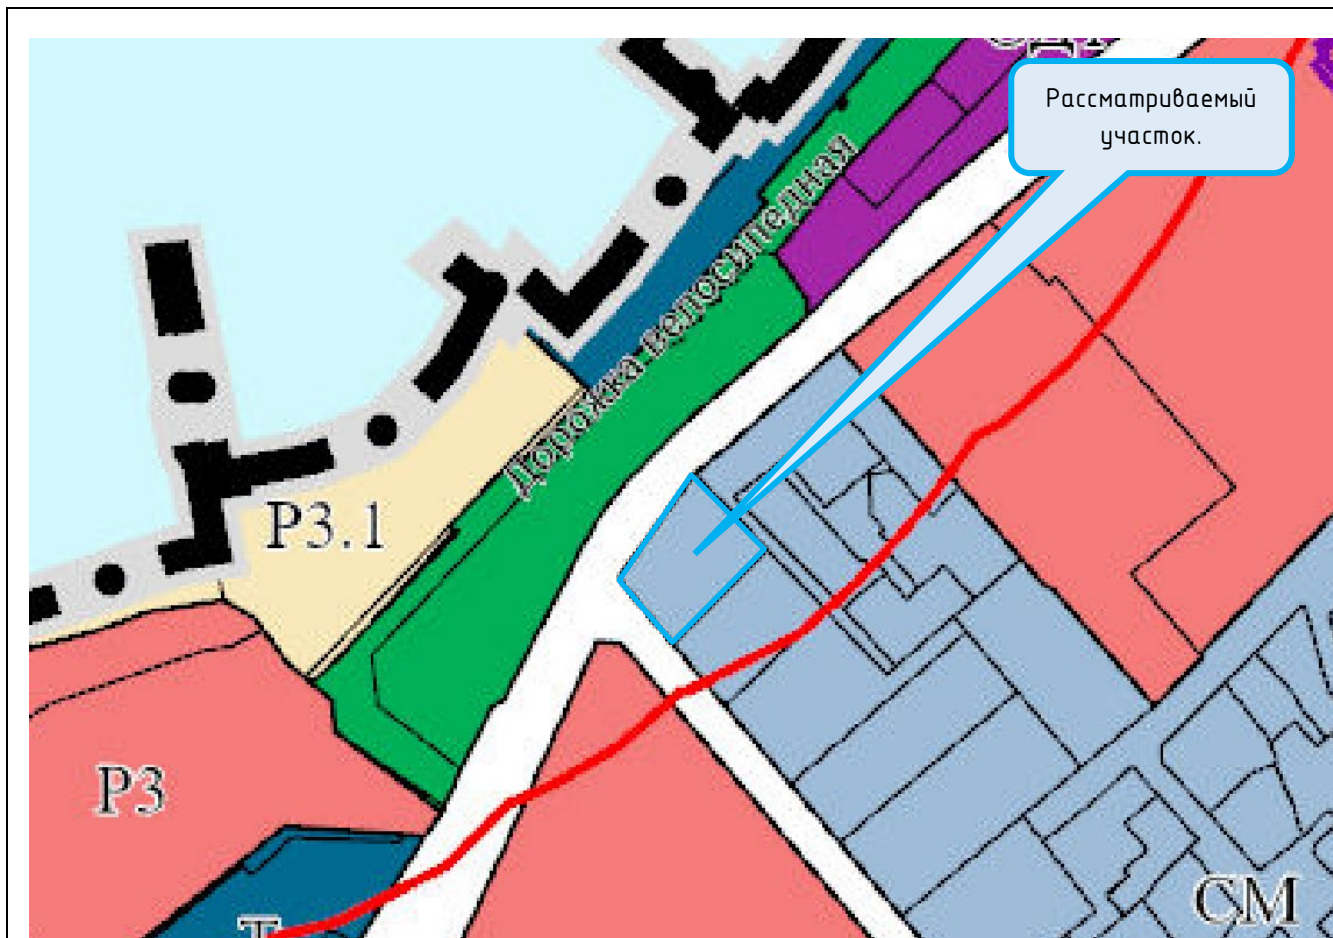 Рассматриваемый
участок.
Дорожка велосипедная
Р3.1
Р3
СМ
Т